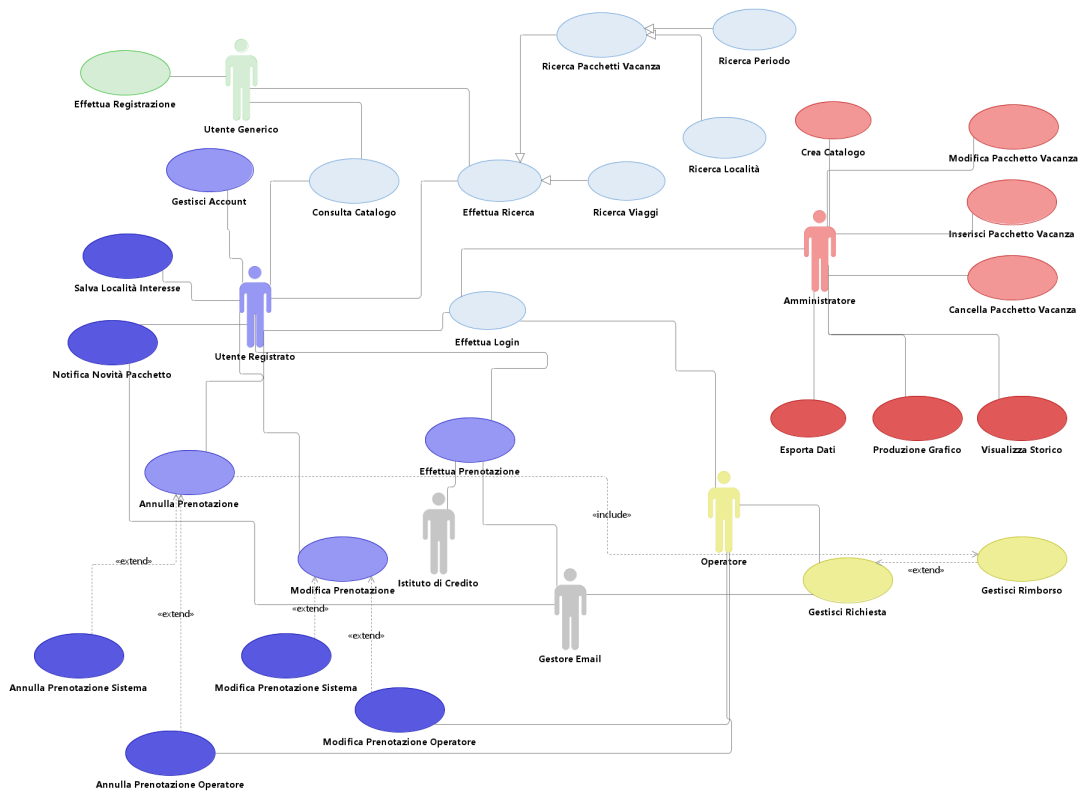 Ricerca Pacchetti Vacanza
Ricerca Periodo
Effettua Registrazione
Utente Generico
Crea Catalogo
Modifica Pacchetto Vacanza
Ricerca Località
Gestisci Account
Consulta Catalogo
Effettua Ricerca
Ricerca Viaggi
Inserisci Pacchetto Vacanza
Salva Località Interesse
Amministratore
Cancella Pacchetto Vacanza
Effettua Login
Utente Registrato
Notifica Novità Pacchetto
Esporta Dati
Produzione Grafico
Visualizza Storico
Effettua Prenotazione
Annulla Prenotazione
«include»
«extend»
Operatore
«extend»
Istituto di Credito
Modifica Prenotazione
Gestisci Rimborso
«extend»
«extend»
Gestisci Richiesta
«extend»
Gestore Email
Annulla Prenotazione Sistema
Modifica Prenotazione Sistema
Modifica Prenotazione Operatore
Annulla Prenotazione Operatore